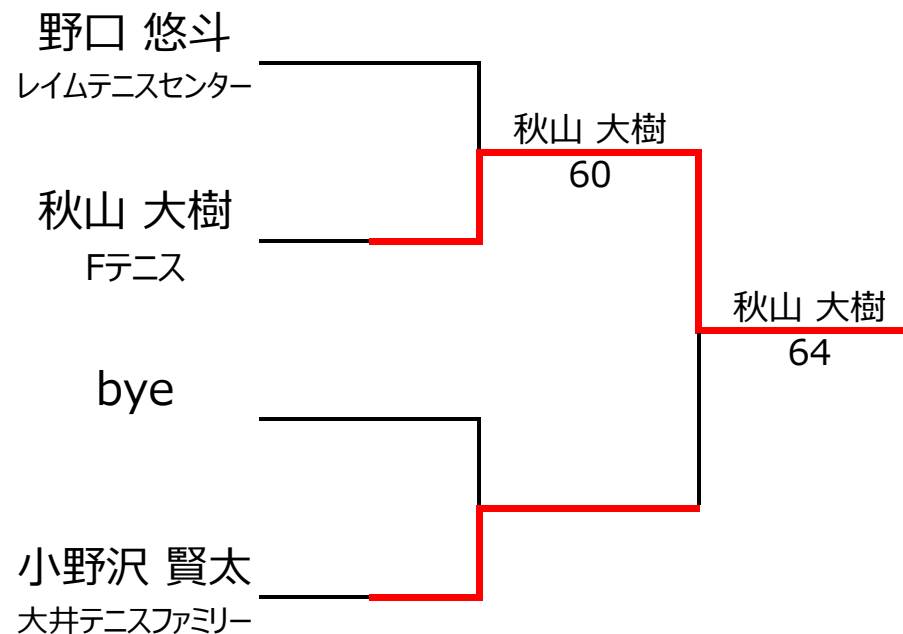 野口 悠斗
レイムテニスセンター
秋山 大樹
60
秋山 大樹
Fテニス
秋山 大樹
64
bye
小野沢 賢太
大井テニスファミリー